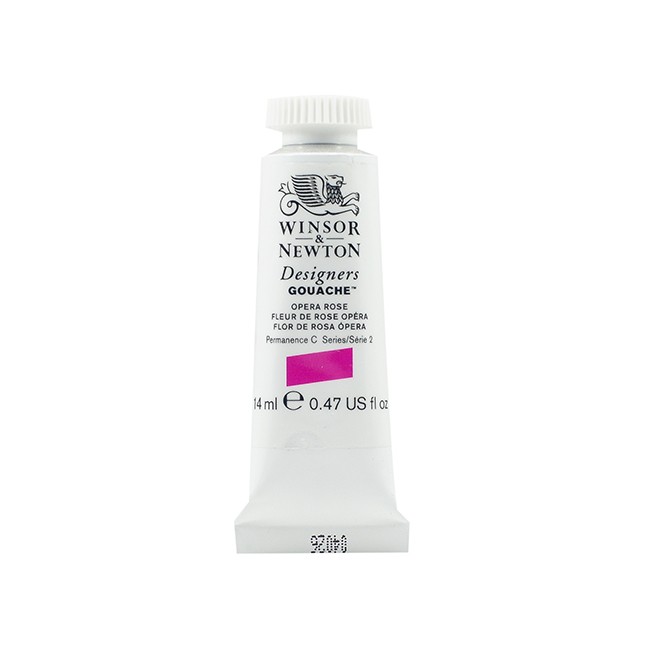 WINSOR
&
NEWTON
Designers
GOUACHE™
OPERA ROSE
FLEUR DE ROSE OPÉRA
FLOR DE ROSA ÓPERA
Permanence C Series/Série 2
14 ml ℮ 0.47 US fl oz
04026